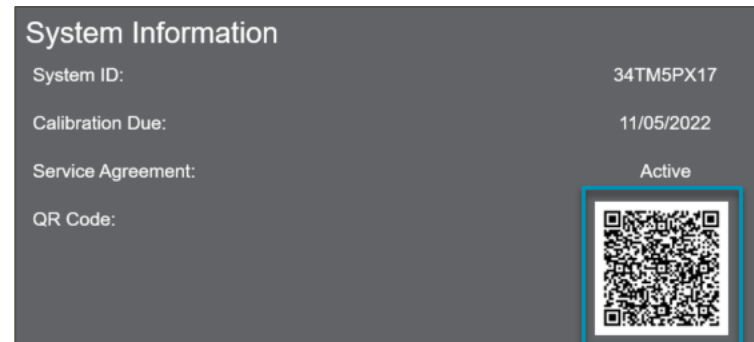 System Information
System ID: 34TM5PX17
Calibration Due: 11/05/2022
Service Agreement: Active
QR Code: